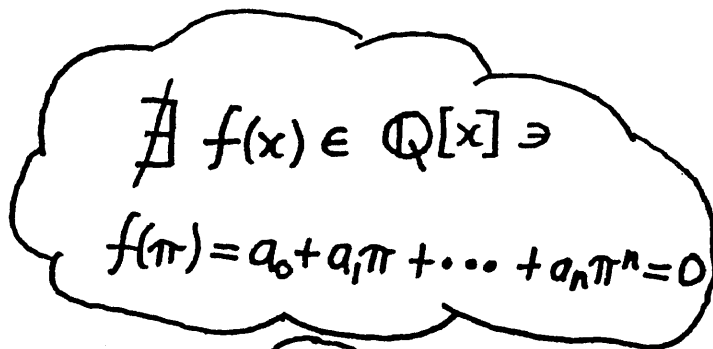 ∄ f(x) ∈ ℚ[x] ∋
f(π) = a₀ + a₁π + ⋯ + aₙπⁿ = 0